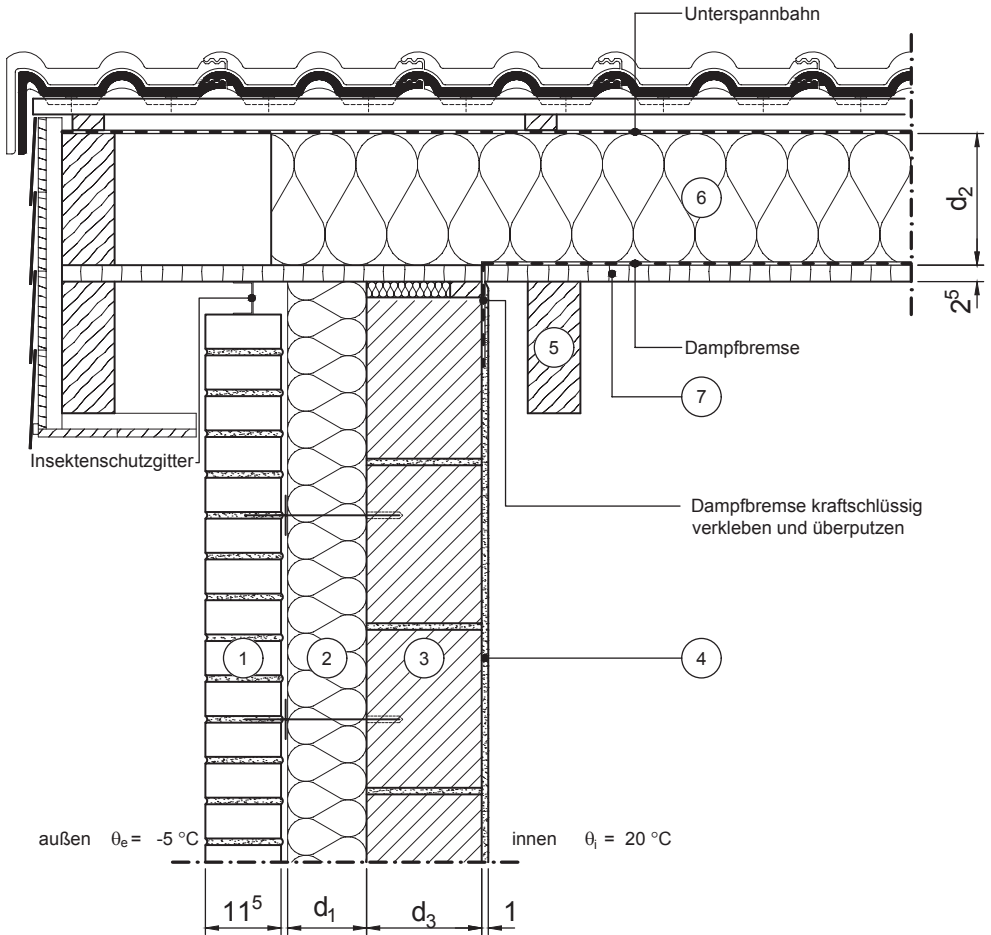 Unterspannbahn
6
d₂
2⁵
5
Dampfbremse
7
Insektenschutzgitter
Dampfbremse kraftschlüssig
verkleben und überputzen
1
2
3
4
außen θₑ = -5 °C
innen θᵢ = 20 °C
11⁵
d₁
d₃
1